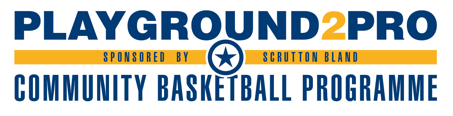 PLAYGROUND2PRO
SPONSORED BY SCRUTTON BLAND
COMMUNITY BASKETBALL PROGRAMME